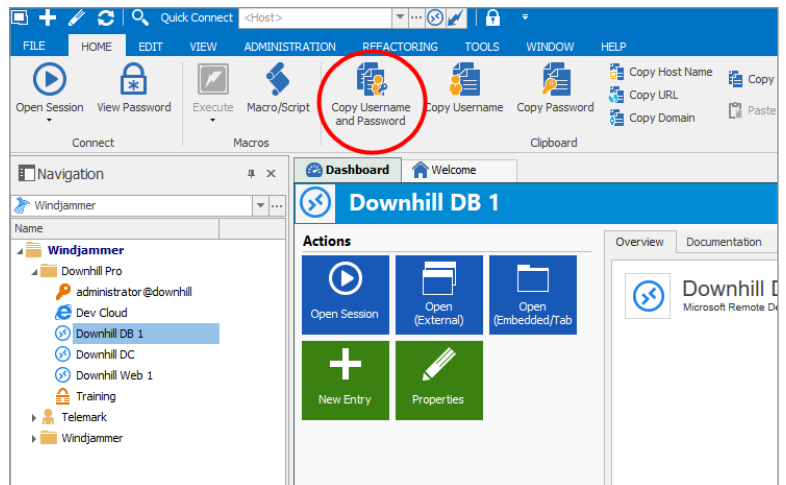 Quick Connect <Host>
FILE HOME EDIT VIEW ADMINISTRATION REFACTORING TOOLS WINDOW HELP
Open Session View Password Execute Macro/Script Copy Username and Password Copy Username Copy Password
Copy Host Name
Copy URL
Copy Domain
Copy
Paste
Connect Macros Clipboard
Navigation
Windjammer
Name
Windjammer
Downhill Pro
administrator@downhill
Dev Cloud
Downhill DB 1
Downhill DC
Downhill Web 1
Training
Telemark
Windjammer
Dashboard Welcome
Downhill DB 1
Actions
Open Session
Open
(External)
Open
(Embedded/Tab
New Entry
Properties
Overview Documentation
Downhill D
Microsoft Remote De